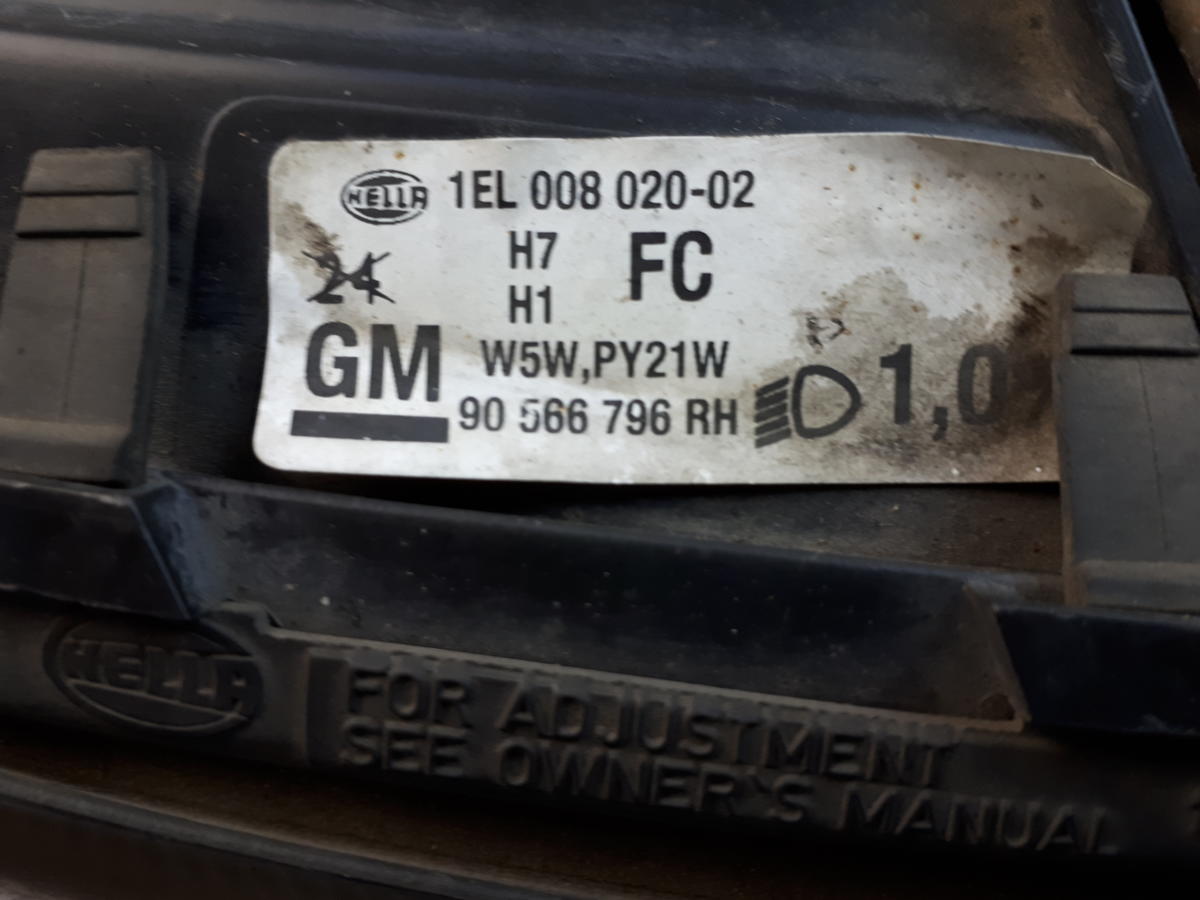 HELLA 1EL 008 020-02
24 H7 FC
H1
GM W5W,PY21W
90 566 796 RH 1,0
HELLA
FOR ADJUSTMENT
SEE OWNER'S MANUAL